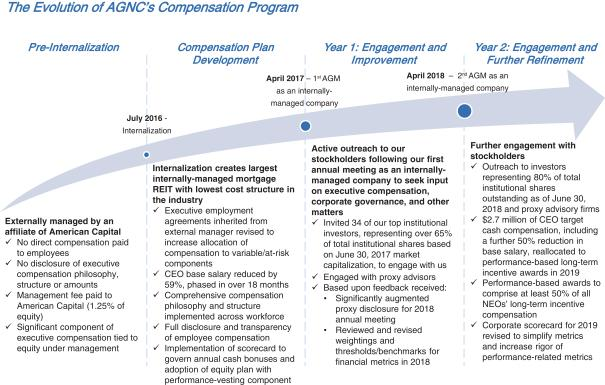 The Evolution of AGNC's Compensation Program
Pre-Internalization
Compensation Plan
Development
Year 1: Engagement and
Improvement
Year 2: Engagement and
Further Refinement
July 2016 -
Internalization
April 2017 – 1st AGM
as an internally-
managed company
April 2018 – 2nd AGM as an
internally-managed company
Externally managed by an
affiliate of American Capital
✓ No direct compensation paid
to employees
✓ No disclosure of executive
compensation philosophy,
structure or amounts
✓ Management fee paid to
American Capital (1.25% of
equity)
✓ Significant component of
executive compensation tied to
equity under management
Internalization creates largest
internally-managed mortgage
REIT with lowest cost structure in
the industry
✓ Executive employment
agreements inherited from
external manager revised to
increase allocation of
compensation to variable/at-risk
components
✓ CEO base salary reduced by
59%, phased in over 18 months
✓ Comprehensive compensation
philosophy and structure
implemented across workforce
✓ Full disclosure and transparency
of employee compensation
✓ Implementation of scorecard to
govern annual cash bonuses and
adoption of equity plan with
performance-vesting component
Active outreach to our
stockholders following our first
annual meeting as an internally-
managed company to seek input
on executive compensation,
corporate governance, and other
matters
✓ Invited 34 of our top institutional
investors, representing over 65%
of total institutional shares based
on June 30, 2017 market
capitalization, to engage with us
✓ Engaged with proxy advisors
✓ Based upon feedback received:
• Significantly augmented
proxy disclosure for 2018
annual meeting
• Reviewed and revised
weightings and
thresholds/benchmarks for
financial metrics in 2018
Further engagement with
stockholders
✓ Outreach to investors
representing 80% of total
institutional shares
outstanding as of June 30,
2018 and proxy advisory firms
✓ $2.7 million of CEO target
cash compensation, including
a further 50% reduction in
base salary, reallocated to
performance-based long-term
incentive awards in 2019
✓ Performance-based awards to
comprise at least 50% of all
NEOs' long-term incentive
compensation
✓ Corporate scorecard for 2019
revised to simplify metrics
and increase rigor of
performance-related metrics